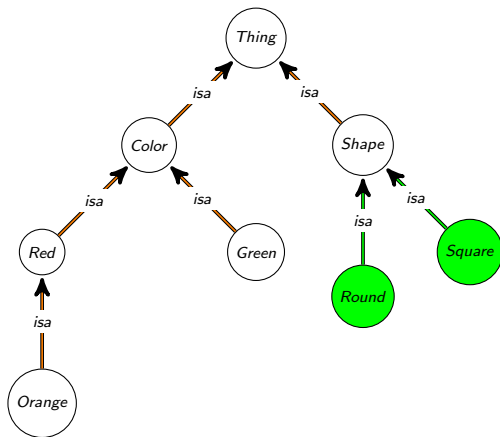 Thing
isa
isa
Color
Shape
isa
isa
isa
isa
Red
Green
Square
Round
isa
Orange